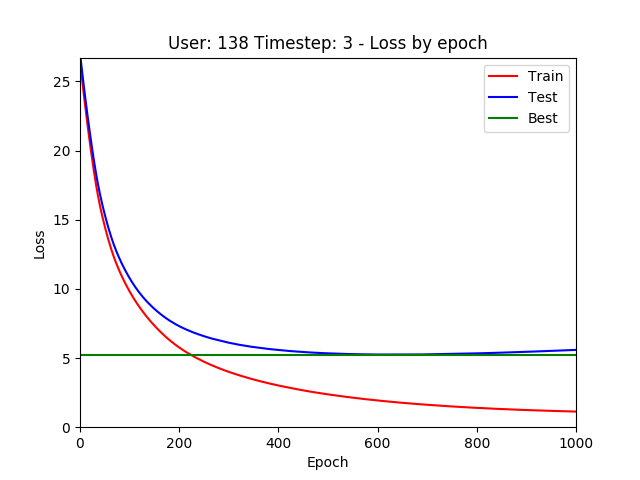 User: 138 Timestep: 3 - Loss by epoch
Train
Test
Best
Loss
25
20
15
10
5
0
0 200 400 600 800 1000
Epoch